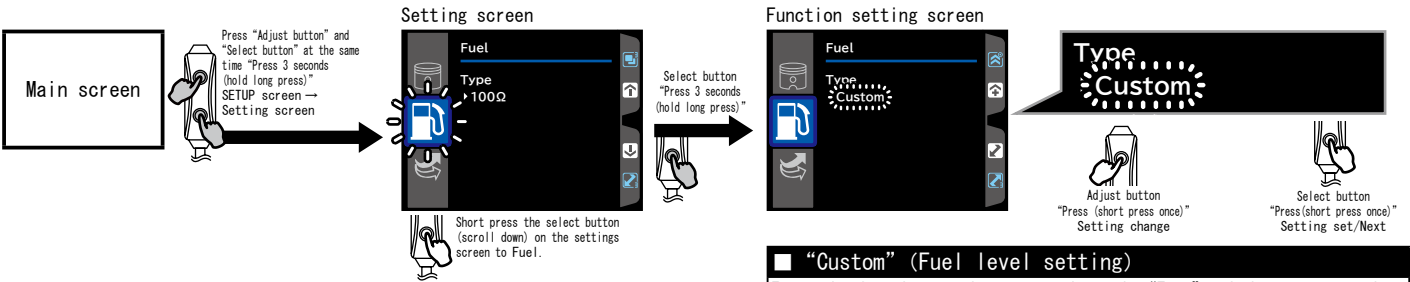 Setting screen
Function setting screen
Main screen
Press “Adjust button” and
“Select button” at the same
time “Press 3 seconds
(hold long press)”
SETUP screen→
Setting screen
Fuel
Type
100Ω
Short press the select button
(scroll down) on the settings
screen to Fuel.
Select button
“Press 3 seconds
(hold long press)”
Fuel
Type
Custom
Type
Custom
Adjust button
“Press (short press once)”
Setting change
Select button
“Press(short press once)”
Setting set/Next
■ “Custom” (Fuel level setting)